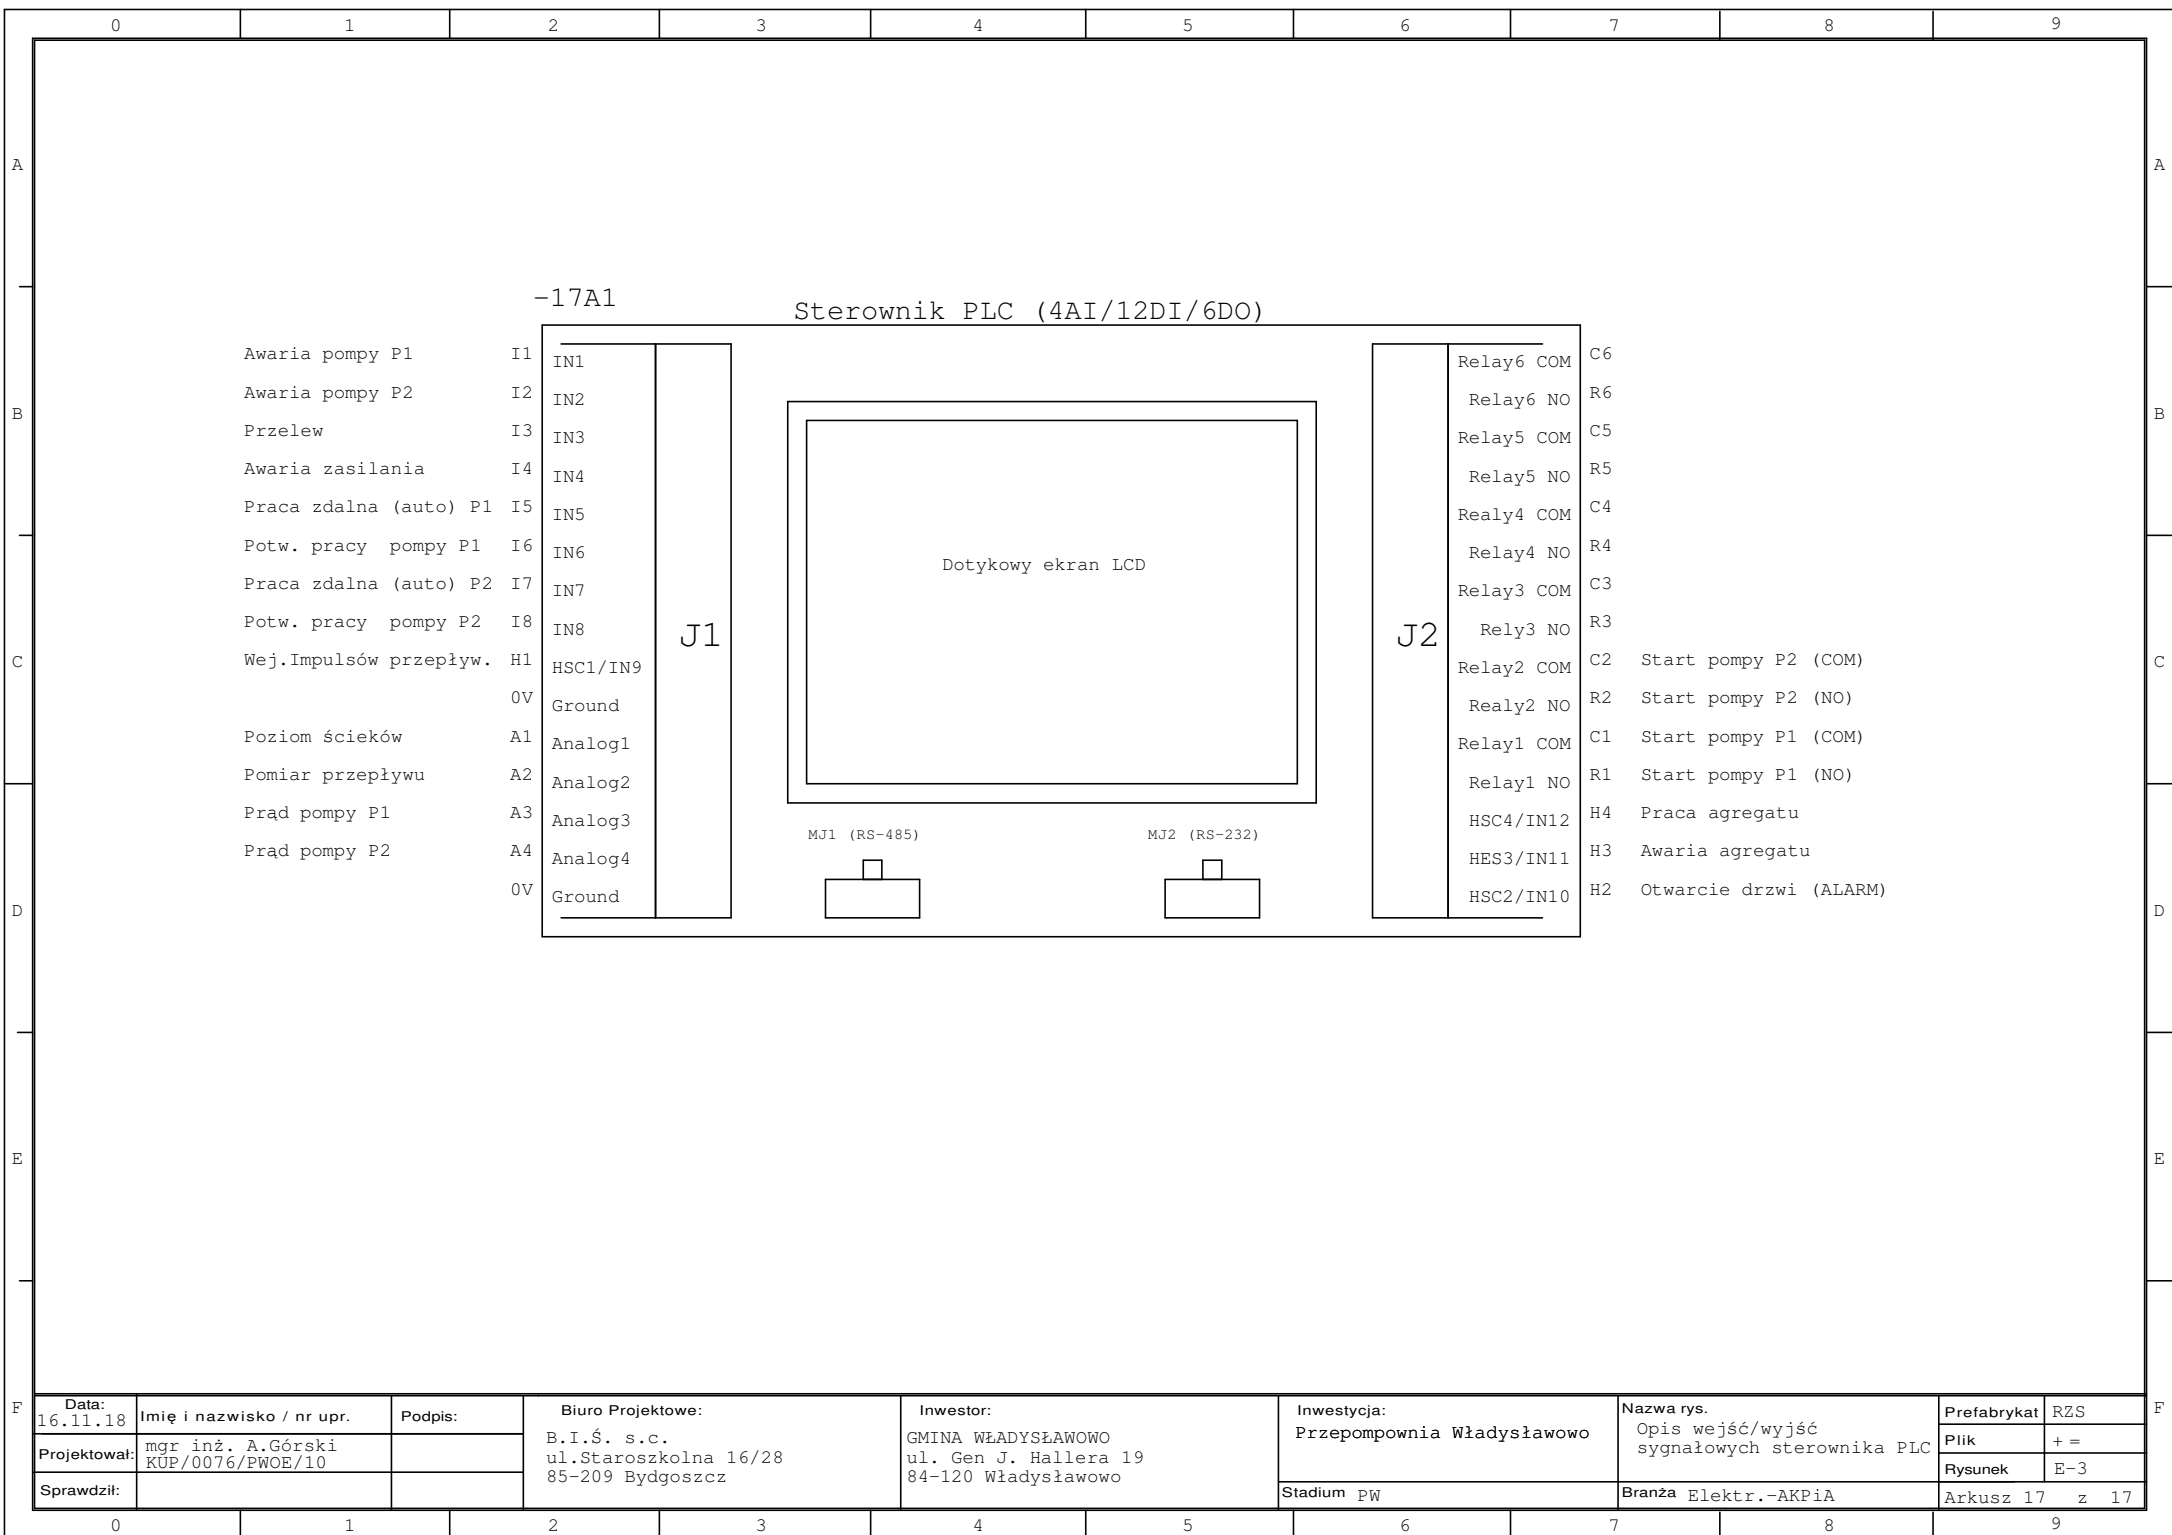 0 1 2 3 4 5 6 7 8 9
A A
B B
C C
D D
E E
F F
-17A1
Sterownik PLC (4AI/12DI/6DO)
Awaria pompy P1 I1 IN1
Awaria pompy P2 I2 IN2
Przelew I3 IN3
Awaria zasilania I4 IN4
Praca zdalna (auto) P1 I5 IN5
Potw. pracy pompy P1 I6 IN6
Praca zdalna (auto) P2 I7 IN7
Potw. pracy pompy P2 I8 IN8
Wej.Impulsów przepływ. H1 HSC1/IN9
0V Ground
Poziom ścieków A1 Analog1
Pomiar przepływu A2 Analog2
Prąd pompy P1 A3 Analog3
Prąd pompy P2 A4 Analog4
0V Ground
J1
Dotykowy ekran LCD
MJ1 (RS-485)
MJ2 (RS-232)
J2
Relay6 COM C6
Relay6 NO R6
Relay5 COM C5
Relay5 NO R5
Realy4 COM C4
Relay4 NO R4
Relay3 COM C3
Rely3 NO R3
Relay2 COM C2 Start pompy P2 (COM)
Realy2 NO R2 Start pompy P2 (NO)
Relay1 COM C1 Start pompy P1 (COM)
Relay1 NO R1 Start pompy P1 (NO)
HSC4/IN12 H4 Praca agregatu
HES3/IN11 H3 Awaria agregatu
HSC2/IN10 H2 Otwarcie drzwi (ALARM)
Data:
16.11.18
Imię i nazwisko / nr upr.
Podpis:
Projektował:
mgr inż. A.Górski
KUP/0076/PWOE/10
Sprawdził:
Biuro Projektowe:
B.I.Ś. s.c.
ul.Staroszkolna 16/28
85-209 Bydgoszcz
Inwestor:
GMINA WŁADYSŁAWOWO
ul. Gen J. Hallera 19
84-120 Władysławowo
Inwestycja:
Przepompownia Władysławowo
Stadium PW
Nazwa rys.
Opis wejść/wyjść
sygnałowych sterownika PLC
Branża Elektr.-AKPiA
Prefabrykat RZS
Plik + =
Rysunek E-3
Arkusz 17 z 17
0 1 2 3 4 5 6 7 8 9